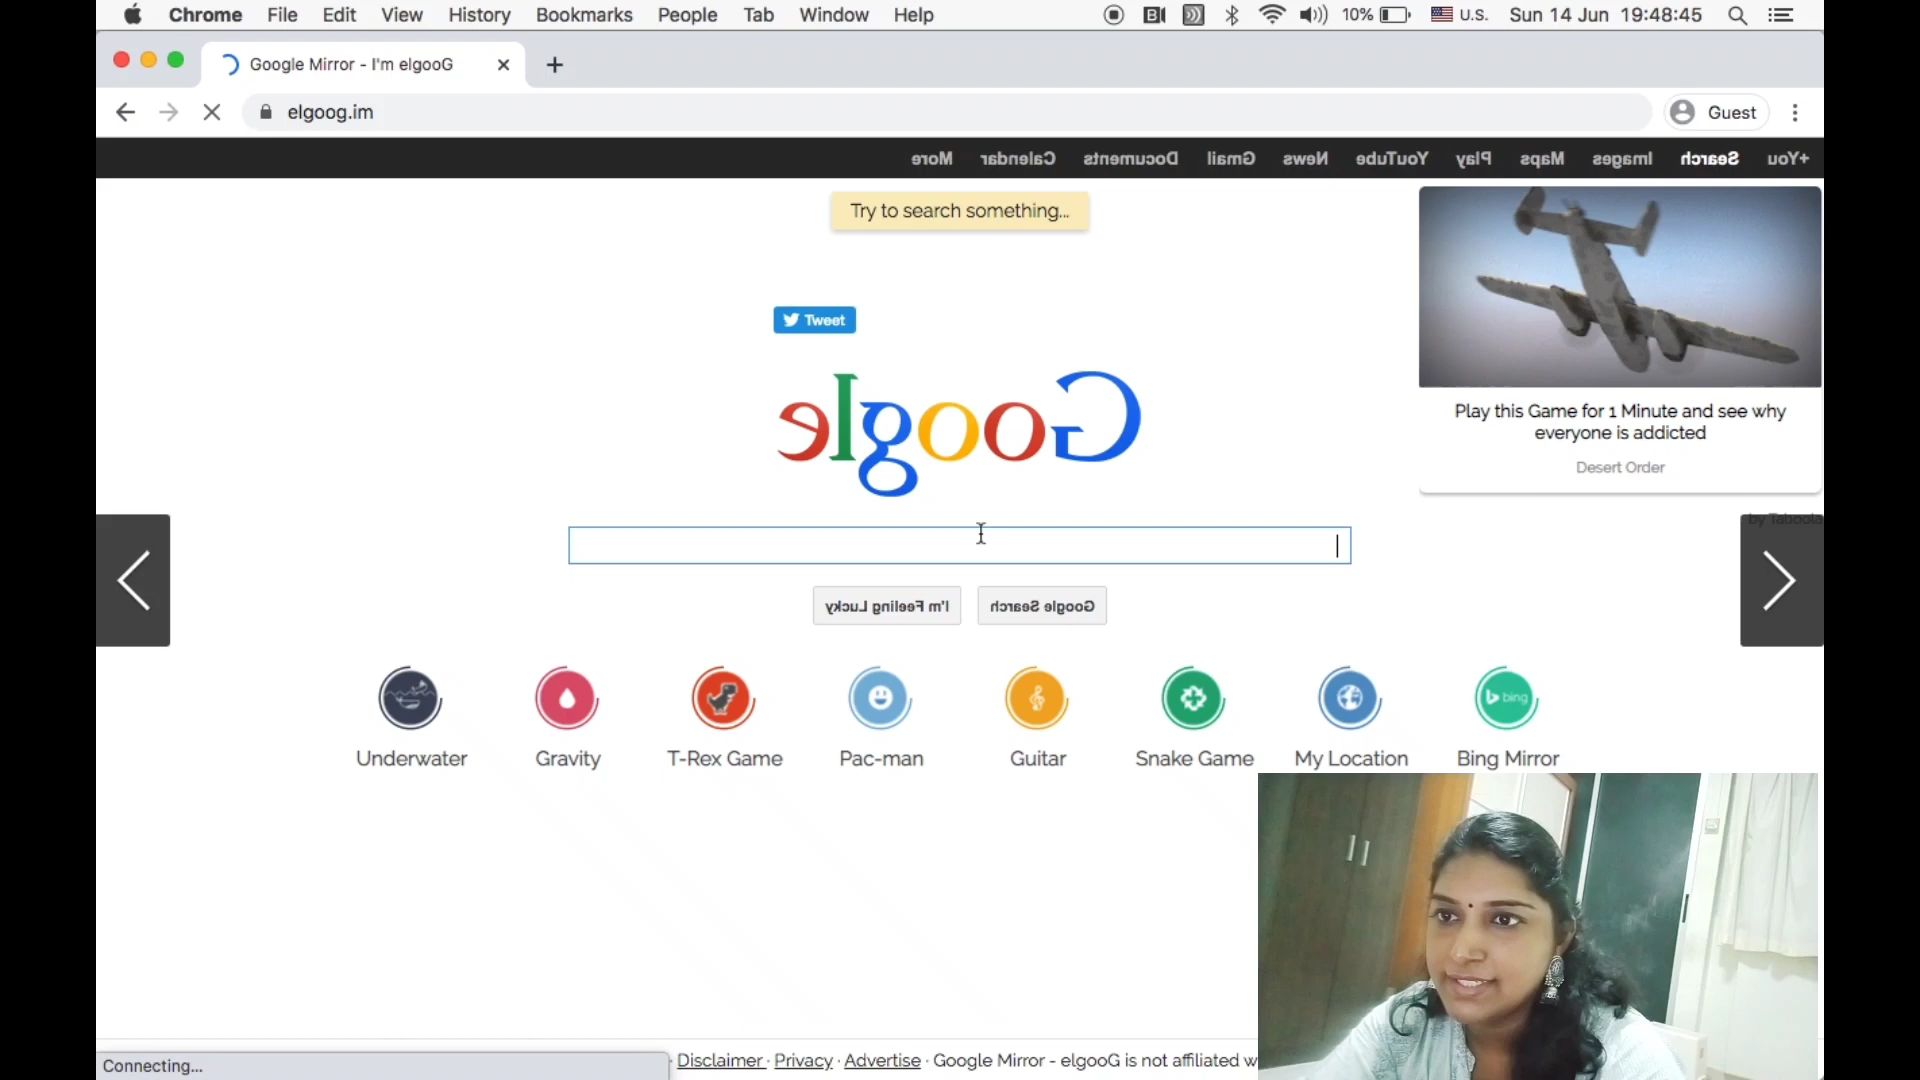 Chrome File Edit View History Bookmarks People Tab Window Help 10% U.S. Sun 14 Jun 19:48:45
Google Mirror - I'm elgooG
elgoog.im Guest
More Calendar Documents Gmail News YouTube Play Maps Images Search +You
Try to search something...
Tweet
Google
Play this Game for 1 Minute and see why
everyone is addicted
Desert Order
by Taboola
I'm Feeling Lucky Google Search
bing
Underwater Gravity T-Rex Game Pac-man Guitar Snake Game My Location Bing Mirror
Connecting... Disclaimer · Privacy · Advertise · Google Mirror - elgooG is not affiliated w